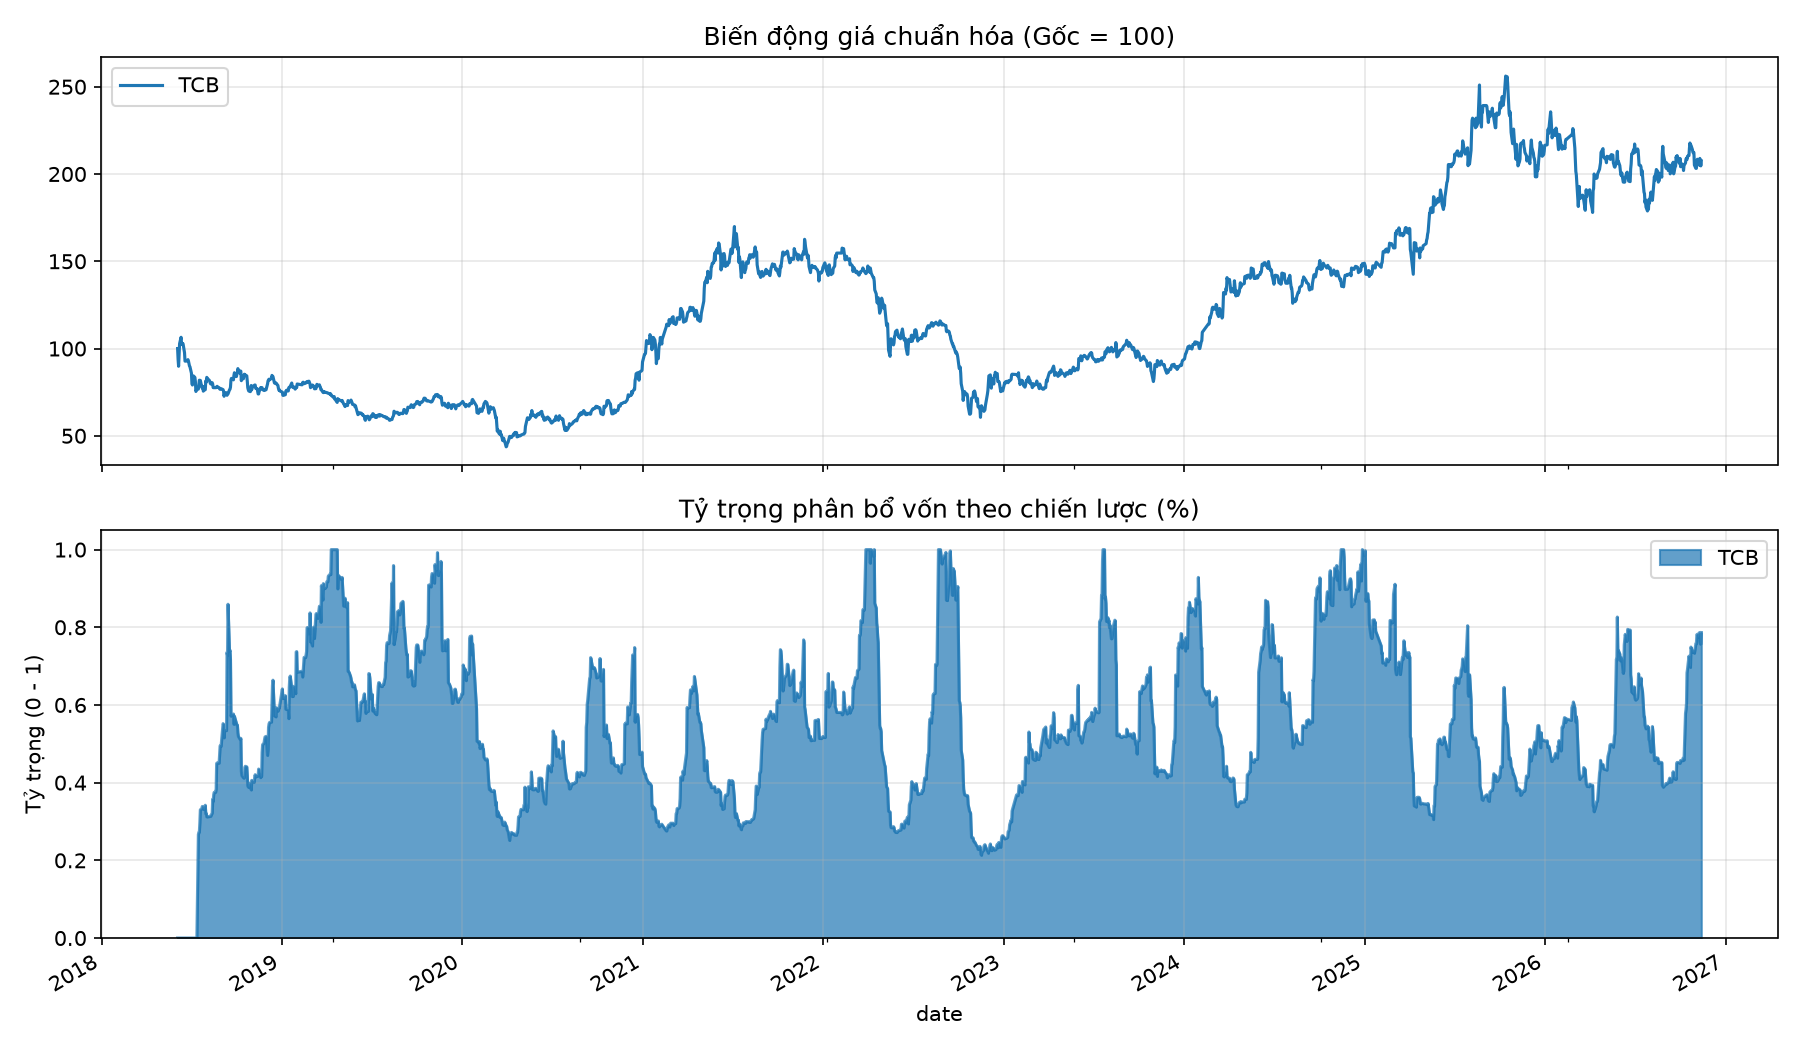 Biến động giá chuẩn hóa (Gốc = 100)
TCB
250
200
150
100
50
Tỷ trọng phân bổ vốn theo chiến lược (%)
TCB
Tỷ trọng (0 - 1)
1.0
0.8
0.6
0.4
0.2
0.0
2018 2019 2020 2021 2022 2023 2024 2025 2026 2027
date